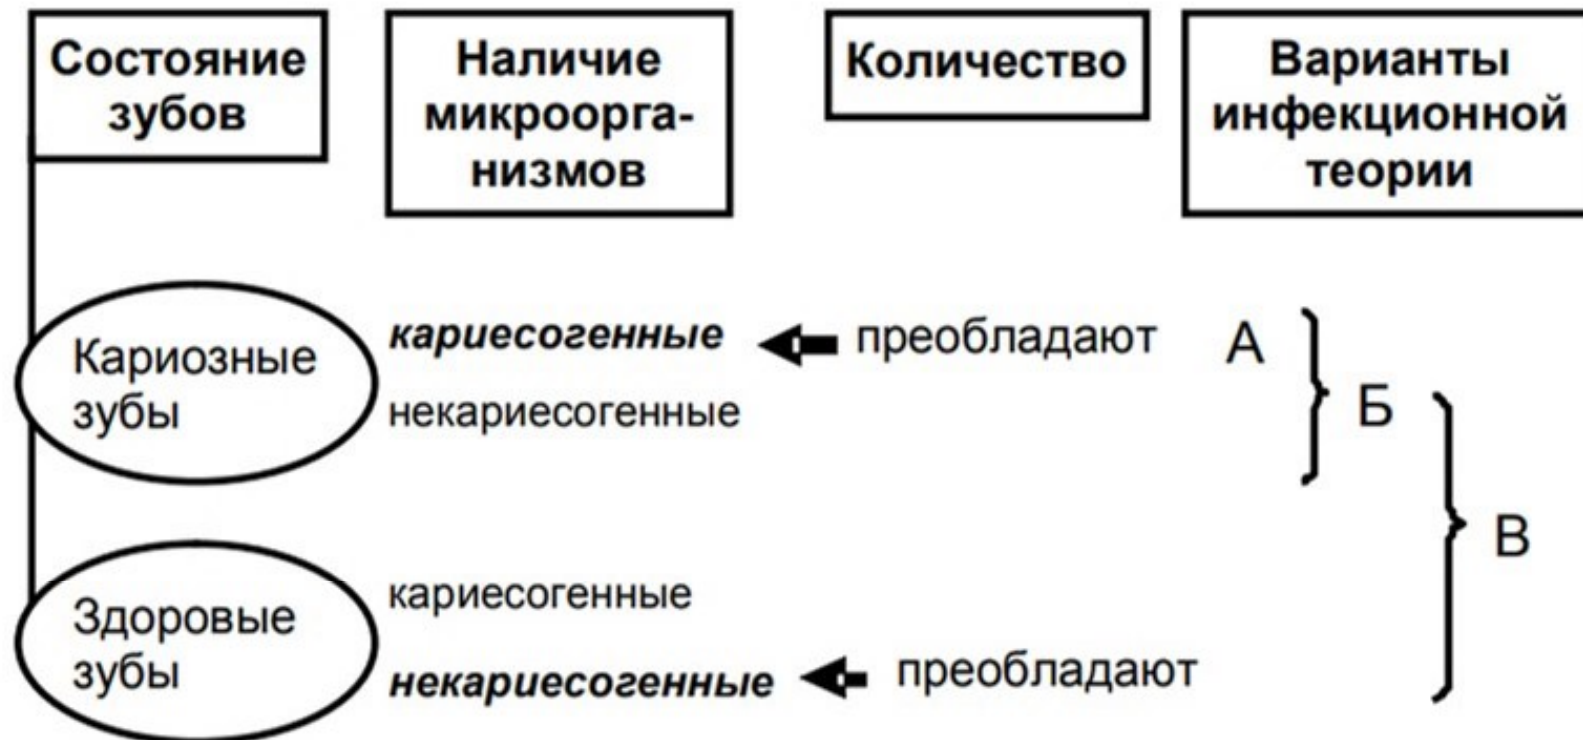 Состояние
зубов
Наличие
микроорга-
низмов
Количество
Варианты
инфекционной
теории
Кариозные
зубы
кариесогенные
преобладают
А
некариесогенные
Б
В
Здоровые
зубы
кариесогенные
некариесогенные
преобладают